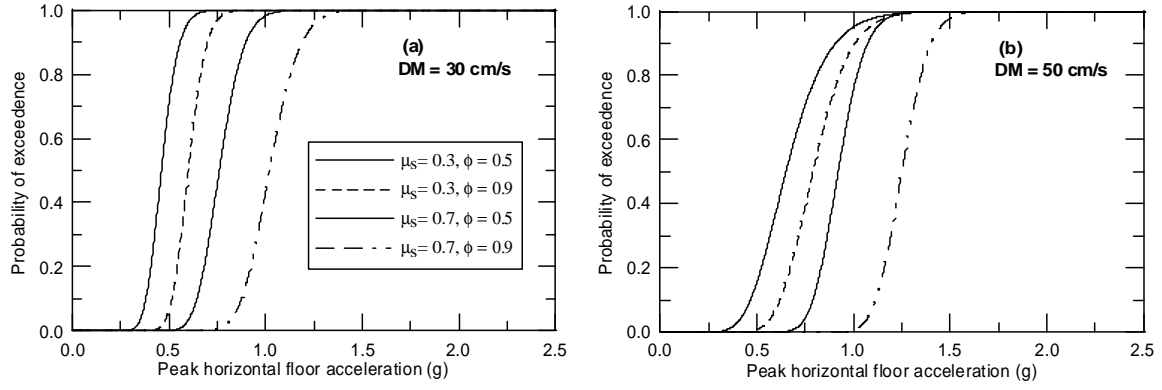 (a)
DM = 30 cm/s
Probability of exceedence
1.0
0.8
0.6
0.4
0.2
0.0
μs= 0.3, ϕ = 0.5
μs= 0.3, ϕ = 0.9
μs= 0.7, ϕ = 0.5
μs= 0.7, ϕ = 0.9
0.0 0.5 1.0 1.5 2.0 2.5
Peak horizontal floor acceleration (g)
(b)
DM = 50 cm/s
Probability of exceedence
1.0
0.8
0.6
0.4
0.2
0.0
0.0 0.5 1.0 1.5 2.0 2.5
Peak horizontal floor acceleration (g)